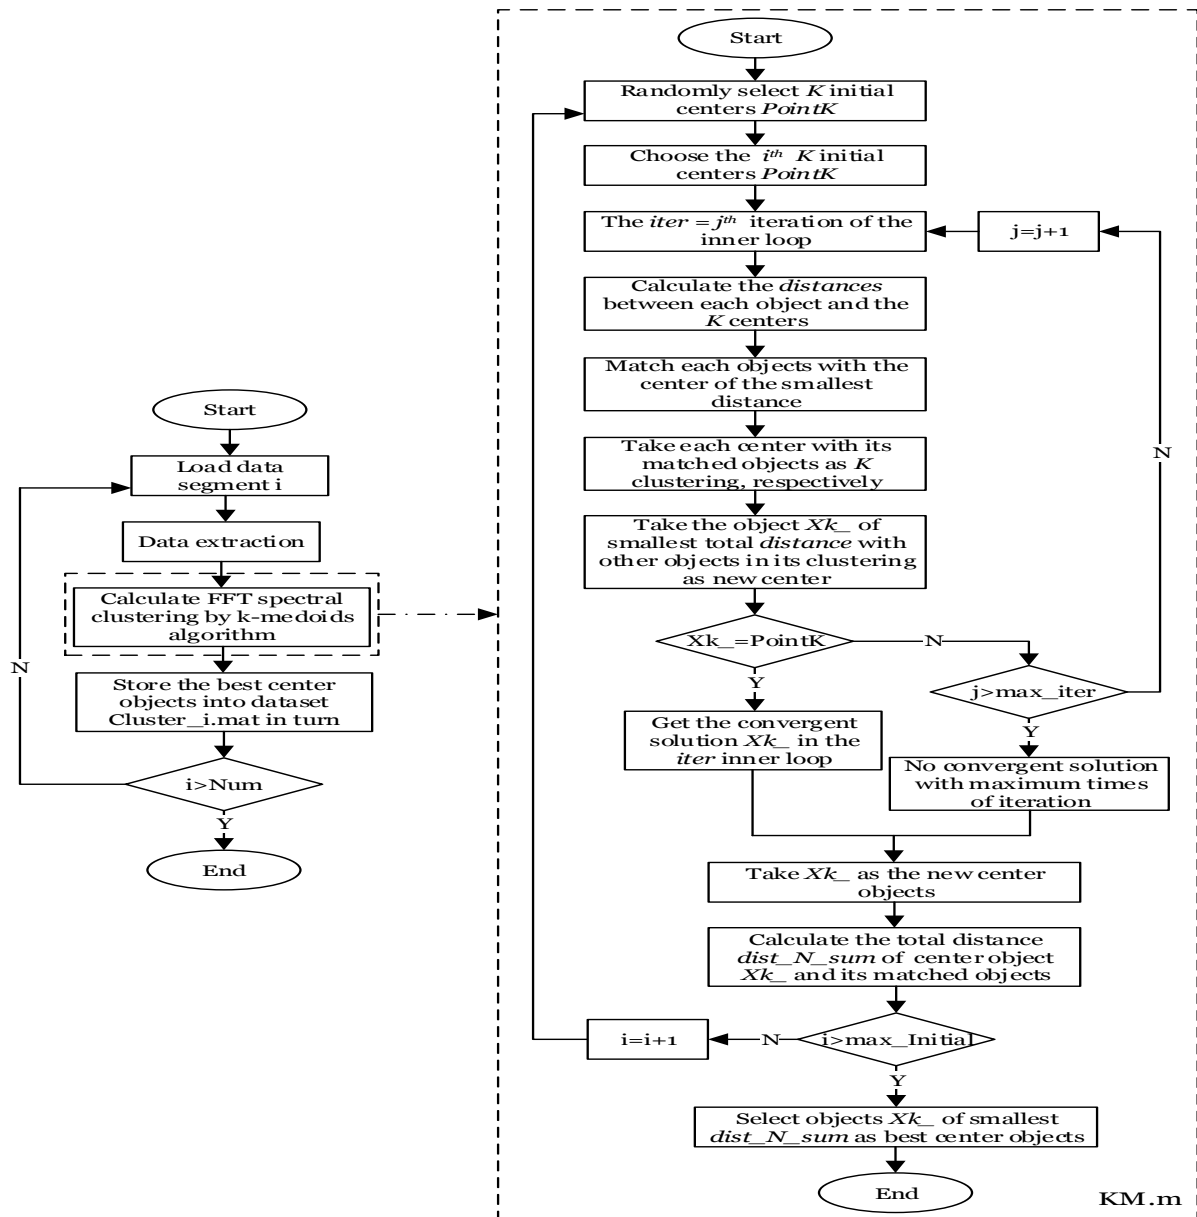 Start
Load data
segment i
Data extraction
Calculate FFT spectral
clustering by k-medoids
algorithm
Store the best center
objects into dataset
Cluster_i.mat in turn
i>Num
N
Y
End
Start
Randomly select K initial
centers PointK
Choose the i^th K initial
centers PointK
The iter = j^th iteration of the
inner loop
j=j+1
Calculate the distances
between each object and the
K centers
Match each objects with the
center of the smallest
distance
Take each center with its
matched objects as K
clustering, respectively
N
Take the object Xk_ of
smallest total distance with
other objects in its clustering
as new center
Xk_=PointK
N
Y
j>max_iter
Y
Get the convergent
solution Xk_ in the
iter inner loop
No convergent solution
with maximum times
of iteration
Take Xk_ as the new center
objects
Calculate the total distance
dist_N_sum of center object
Xk_ and its matched objects
i=i+1
N
i>max_Initial
Y
Select objects Xk_ of smallest
dist_N_sum as best center objects
End
KM.m